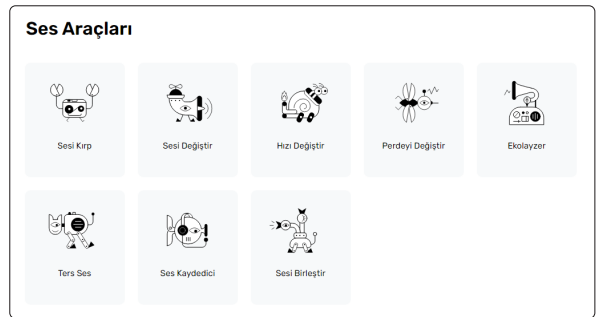 Ses Araçları
Sesi Kırp
Sesi Değiştir
Hızı Değiştir
Perdeyi Değiştir
Ekolayzer
Ters Ses
Ses Kaydedici
Sesi Birleştir